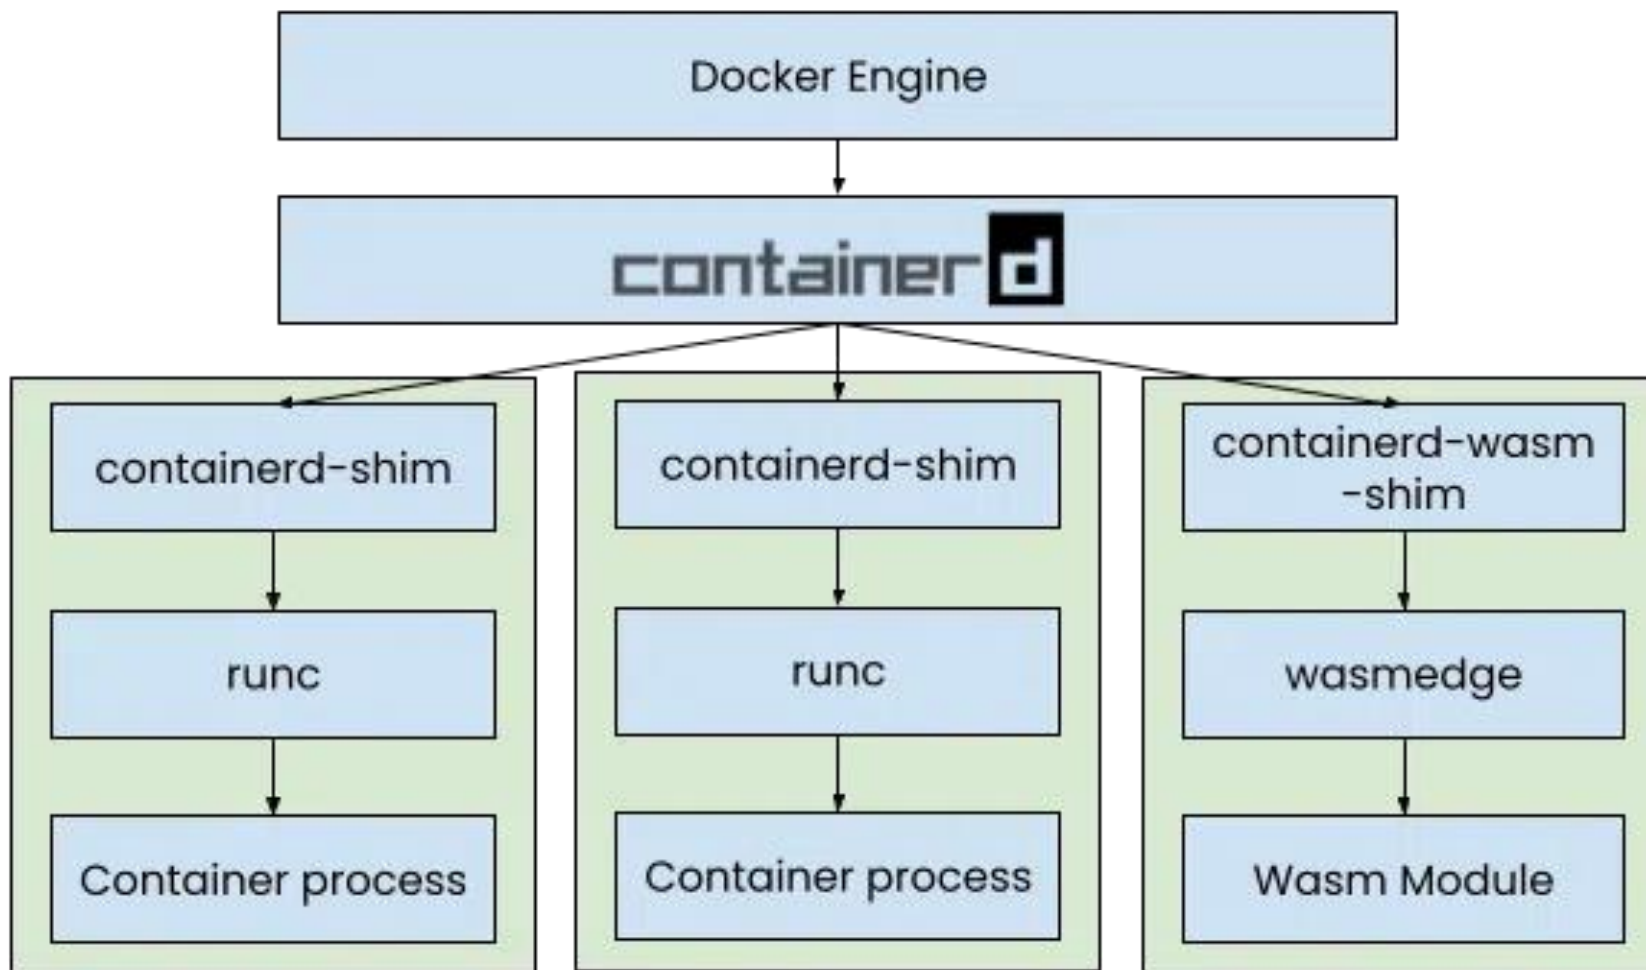 Docker Engine
containerd
containerd-shim
runc
Container process
containerd-shim
runc
Container process
containerd-wasm
-shim
wasmedge
Wasm Module